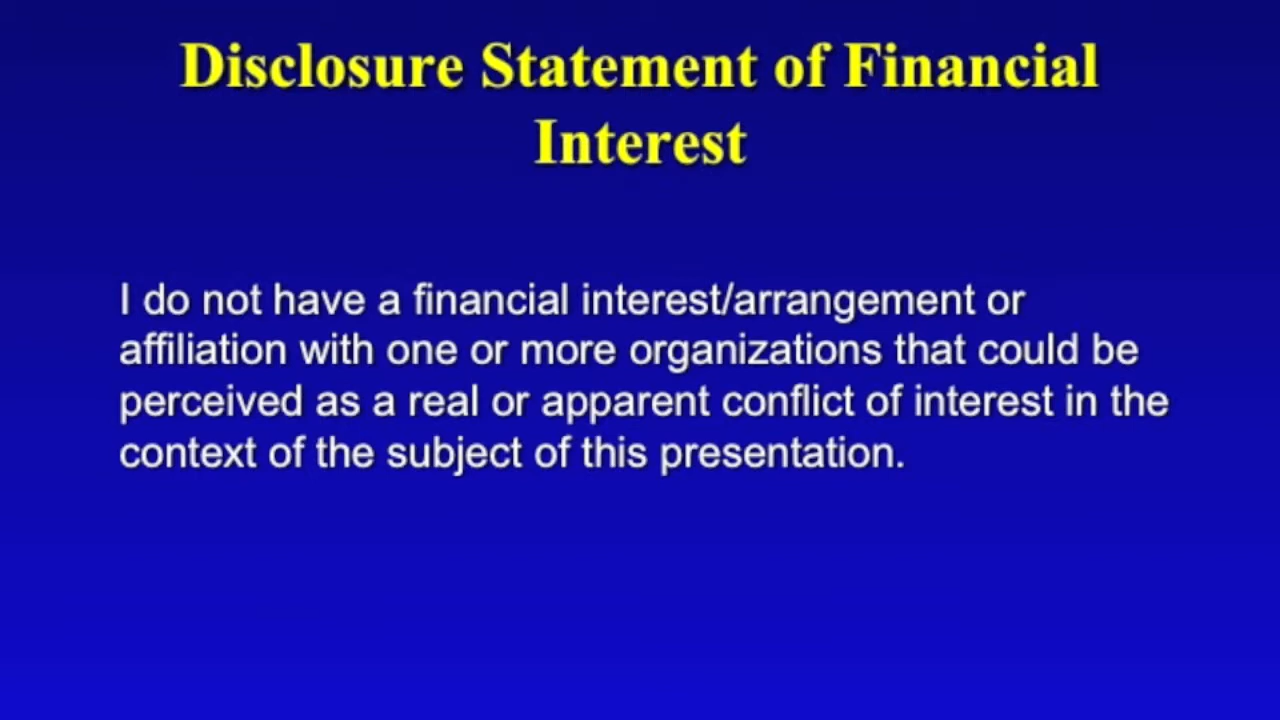 Disclosure Statement of Financial
Interest
I do not have a financial interest/arrangement or
affiliation with one or more organizations that could be
perceived as a real or apparent conflict of interest in the
context of the subject of this presentation.